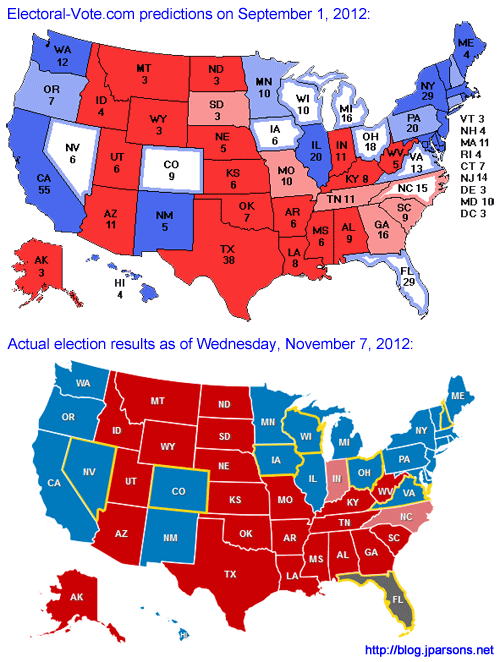 Electoral-Vote.com predictions on September 1, 2012:
WA
12
OR
7
CA
55
NV
6
ID
4
MT
3
WY
3
UT
6
AZ
11
CO
9
NM
5
ND
3
SD
3
NE
5
KS
6
OK
7
TX
38
MN
10
IA
6
MO
10
AR
6
LA
8
WI
10
IL
20
MI
16
IN
11
OH
18
KY 8
TN 11
MS
6
AL
9
GA
16
FL
29
SC
9
NC 15
VA
13
WV
5
PA
20
NY
29
ME
4
VT 3
NH 4
MA 11
RI 4
CT 7
NJ 14
DE 3
MD 10
DC 3
AK
3
HI
4
Actual election results as of Wednesday, November 7, 2012:
WA
OR
CA
NV
ID
MT
WY
UT
AZ
CO
NM
ND
SD
NE
KS
OK
TX
MN
IA
MO
AR
LA
WI
IL
MI
IN
OH
KY
TN
MS
AL
GA
FL
SC
NC
VA
WV
PA
NY
ME
AK
HI
http://blog.jparsons.net